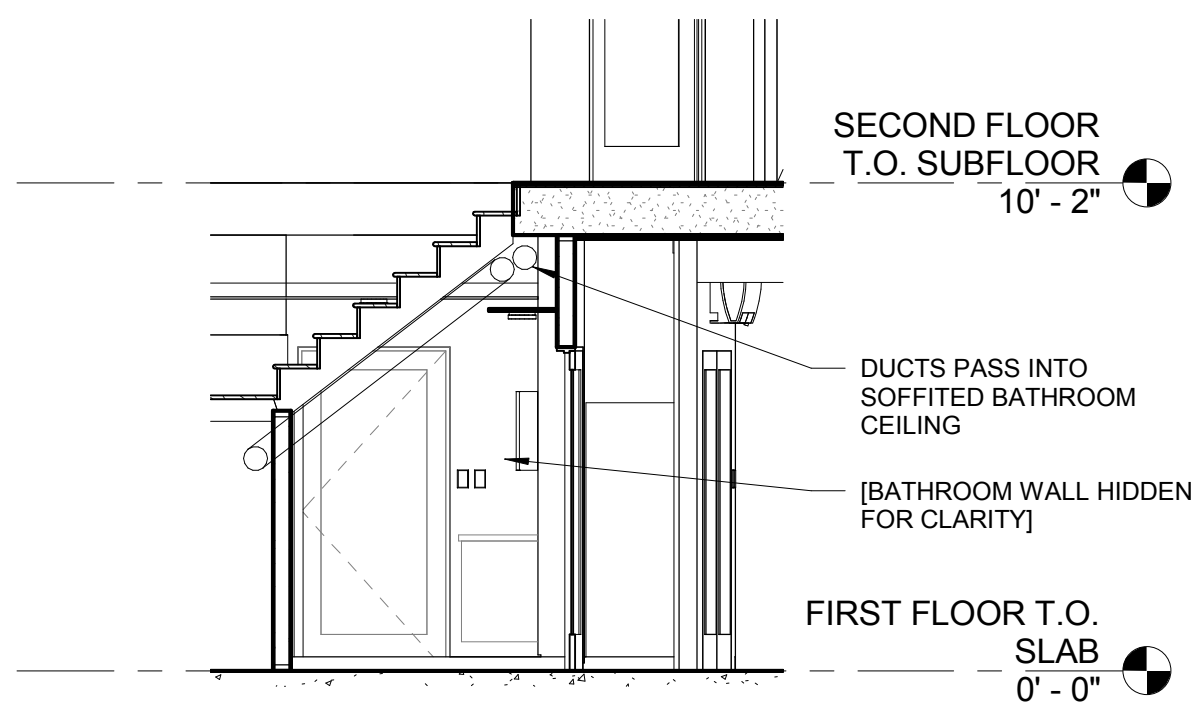 SECOND FLOOR
T.O. SUBFLOOR
10' - 2"
DUCTS PASS INTO
SOFFITED BATHROOM
CEILING
[BATHROOM WALL HIDDEN
FOR CLARITY]
FIRST FLOOR T.O.
SLAB
0' - 0"